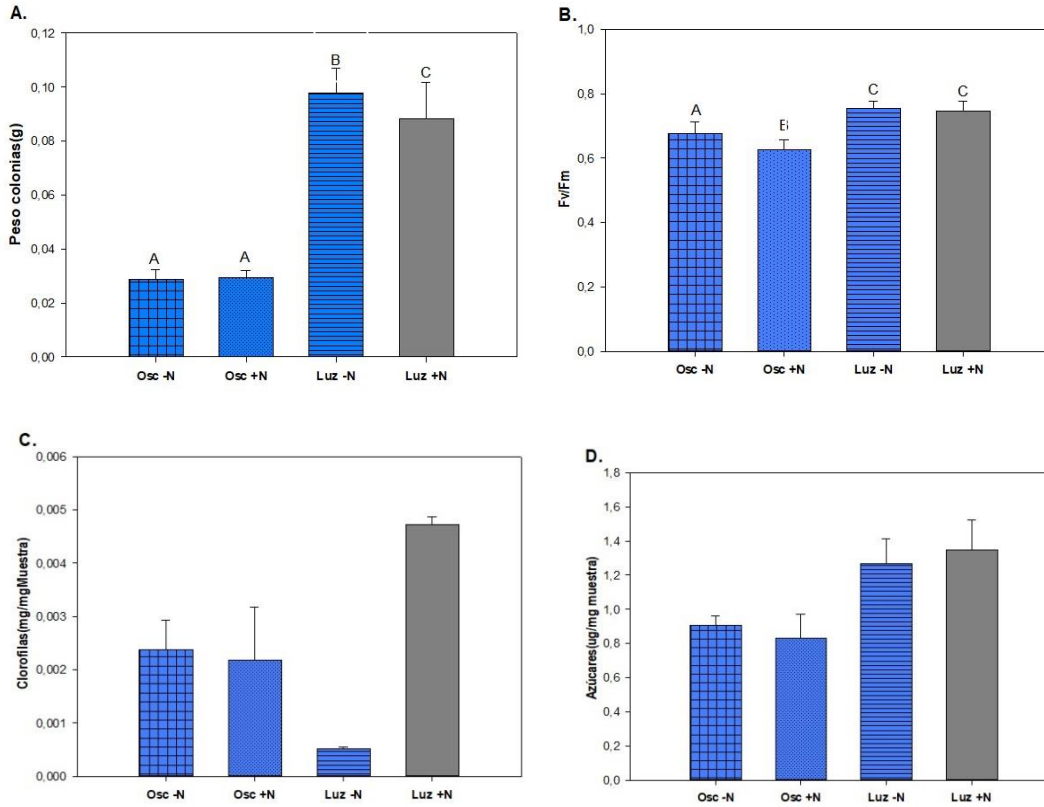 A.
Peso colonias(g)
0,12
0,10
0,08
0,06
0,04
0,02
0,00
A
A
B
C
Osc -N
Osc +N
Luz -N
Luz +N
B.
Fv/Fm
1,0
0,8
0,6
0,4
0,2
0,0
A
B
C
C
Osc -N
Osc +N
Luz -N
Luz +N
C.
Clorofilas(mg/mgMuestra)
0,006
0,005
0,004
0,003
0,002
0,001
0,000
Osc -N
Osc +N
Luz -N
Luz +N
D.
Azúcares(ug/mg muestra)
1,8
1,6
1,4
1,2
1,0
0,8
0,6
0,4
0,2
0,0
Osc -N
Osc +N
Luz -N
Luz +N